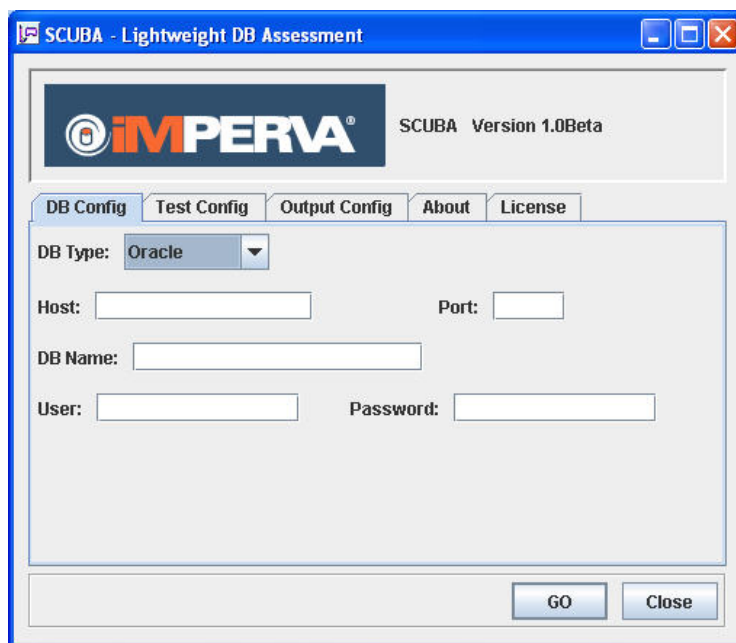 SCUBA - Lightweight DB Assessment
iMPERVA® SCUBA Version 1.0Beta
DB Config Test Config Output Config About License
DB Type: Oracle
Host: Port:
DB Name:
User: Password:
GO Close